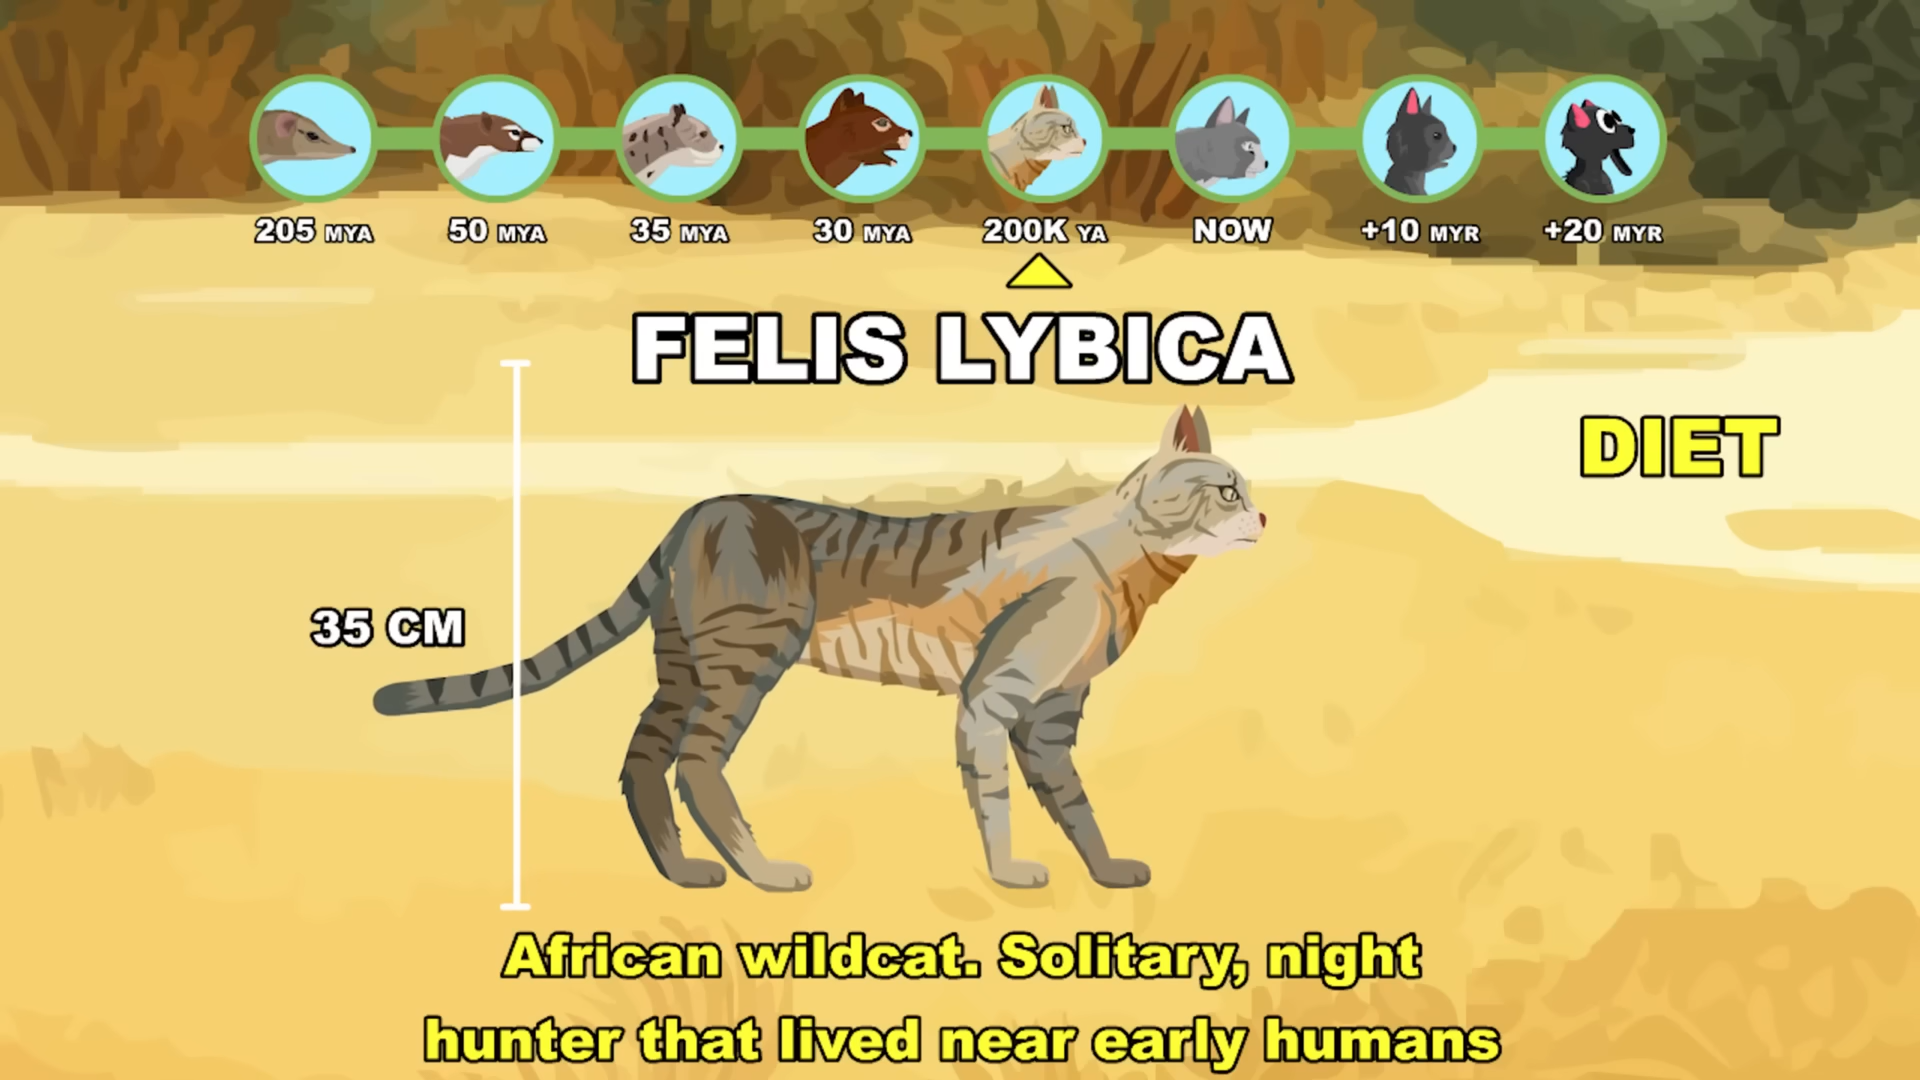 205 MYA 50 MYA 35 MYA 30 MYA 200K YA NOW +10 MYR +20 MYR
FELIS LYBICA
DIET
35 CM
African wildcat. Solitary, night
hunter that lived near early humans